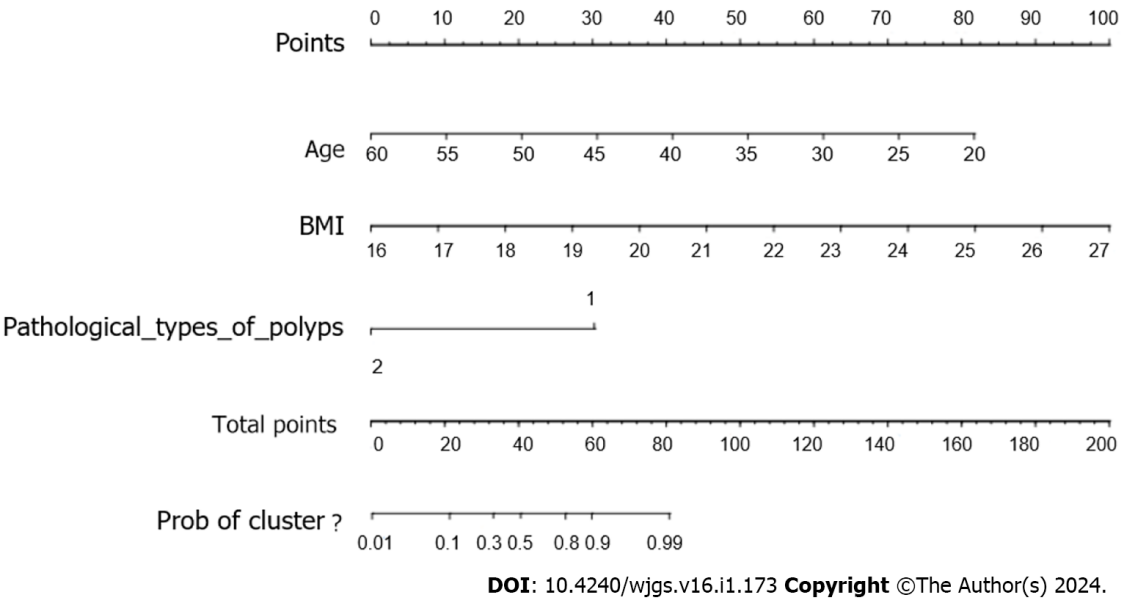 0 10 20 30 40 50 60 70 80 90 100
Points
Age
60 55 50 45 40 35 30 25 20
BMI
16 17 18 19 20 21 22 23 24 25 26 27
1
Pathological_types_of_polyps
2
Total points
0 20 40 60 80 100 120 140 160 180 200
Prob of cluster ?
0.01 0.1 0.3 0.5 0.8 0.9 0.99
DOI: 10.4240/wjgs.v16.i1.173 Copyright ©The Author(s) 2024.